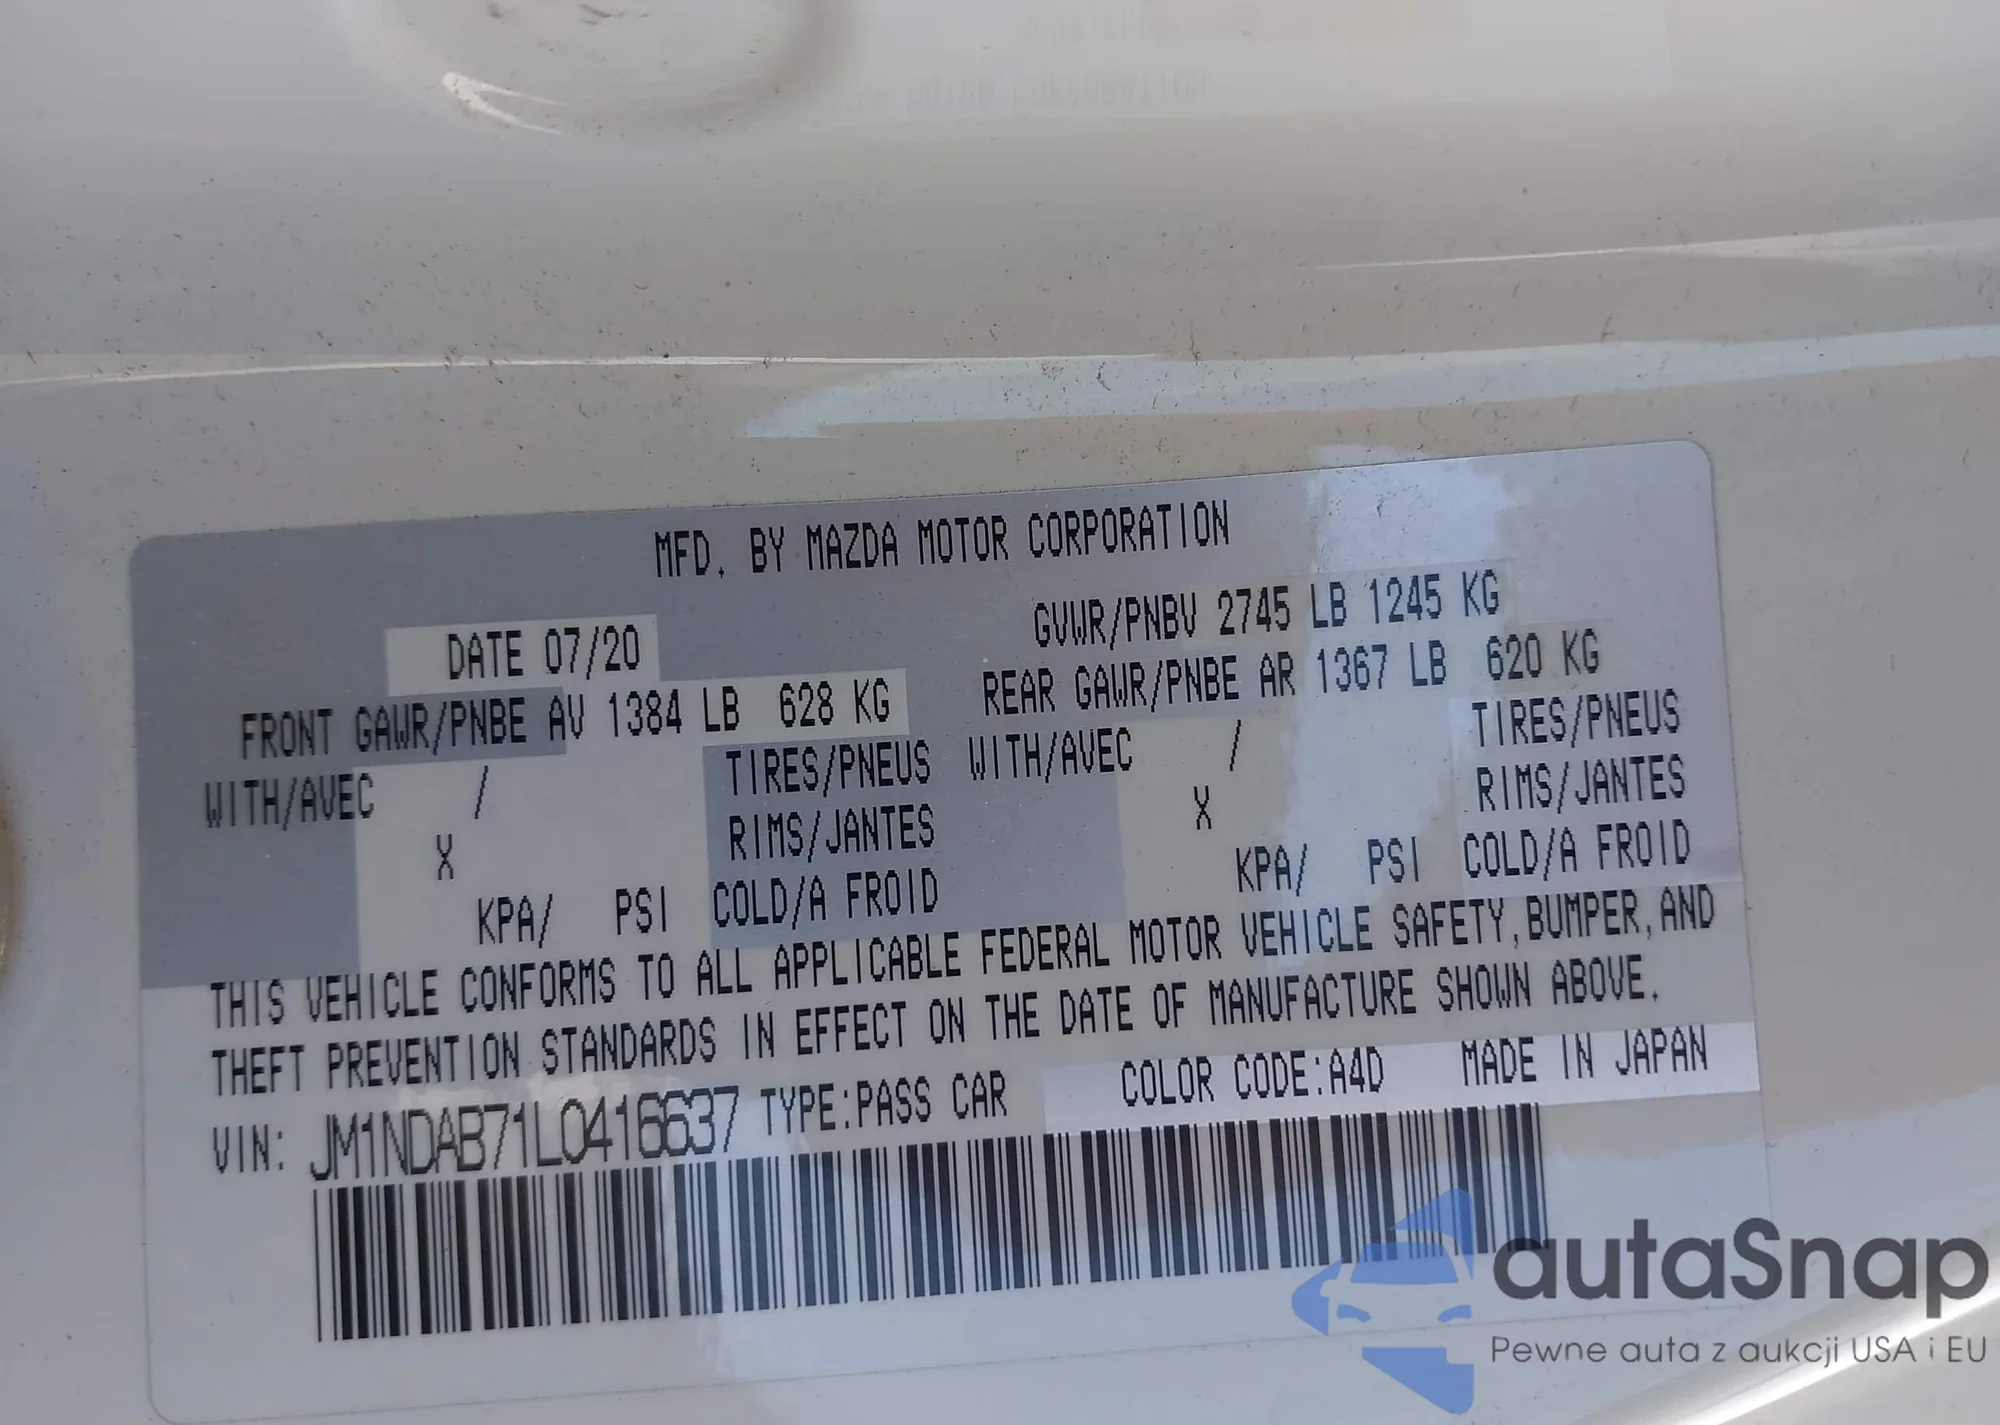 MFD. BY MAZDA MOTOR CORPORATION
DATE 07/20 GVWR/PNBV 2745 LB 1245 KG
FRONT GAWR/PNBE AV 1384 LB 628 KG REAR GAWR/PNBE AR 1367 LB 620 KG
WITH/AVEC / TIRES/PNEUS WITH/AVEC / TIRES/PNEUS
X RIMS/JANTES X RIMS/JANTES
KPA/ PSI COLD/A FROID KPA/ PSI COLD/A FROID
THIS VEHICLE CONFORMS TO ALL APPLICABLE FEDERAL MOTOR VEHICLE SAFETY,BUMPER,AND
THEFT PREVENTION STANDARDS IN EFFECT ON THE DATE OF MANUFACTURE SHOWN ABOVE.
VIN: JM1NDAB71L0416637 TYPE:PASS CAR COLOR CODE:A4D MADE IN JAPAN
autaSnap
Pewne auta z aukcji USA i EU